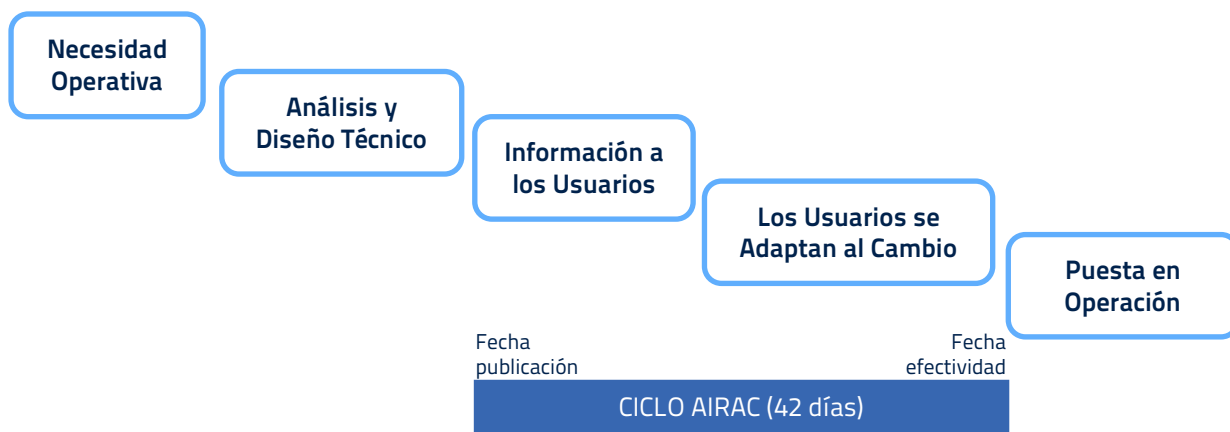 Necesidad
Operativa
Análisis y
Diseño Técnico
Información a
los Usuarios
Los Usuarios se
Adaptan al Cambio
Puesta en
Operación
Fecha
publicación
Fecha
efectividad
CICLO AIRAC (42 días)